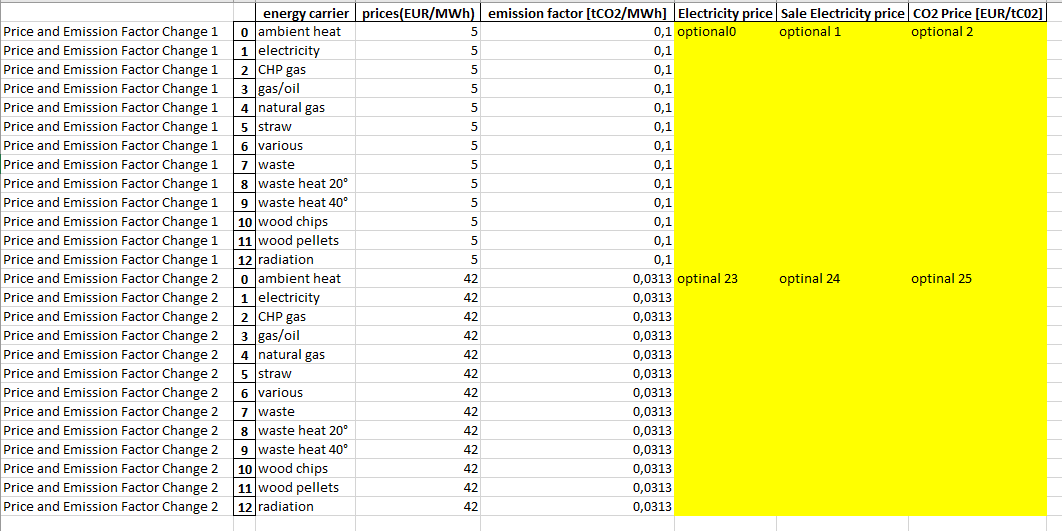 energy carrier prices(EUR/MWh) emission factor [tCO2/MWh] Electricity price Sale Electricity price CO2 Price [EUR/tC02]
Price and Emission Factor Change 1 0 ambient heat 5 0,1 optional0 optional 1 optional 2
Price and Emission Factor Change 1 1 electricity 5 0,1
Price and Emission Factor Change 1 2 CHP gas 5 0,1
Price and Emission Factor Change 1 3 gas/oil 5 0,1
Price and Emission Factor Change 1 4 natural gas 5 0,1
Price and Emission Factor Change 1 5 straw 5 0,1
Price and Emission Factor Change 1 6 various 5 0,1
Price and Emission Factor Change 1 7 waste 5 0,1
Price and Emission Factor Change 1 8 waste heat 20° 5 0,1
Price and Emission Factor Change 1 9 waste heat 40° 5 0,1
Price and Emission Factor Change 1 10 wood chips 5 0,1
Price and Emission Factor Change 1 11 wood pellets 5 0,1
Price and Emission Factor Change 1 12 radiation 5 0,1
Price and Emission Factor Change 2 0 ambient heat 42 0,0313 optinal 23 optinal 24 optinal 25
Price and Emission Factor Change 2 1 electricity 42 0,0313
Price and Emission Factor Change 2 2 CHP gas 42 0,0313
Price and Emission Factor Change 2 3 gas/oil 42 0,0313
Price and Emission Factor Change 2 4 natural gas 42 0,0313
Price and Emission Factor Change 2 5 straw 42 0,0313
Price and Emission Factor Change 2 6 various 42 0,0313
Price and Emission Factor Change 2 7 waste 42 0,0313
Price and Emission Factor Change 2 8 waste heat 20° 42 0,0313
Price and Emission Factor Change 2 9 waste heat 40° 42 0,0313
Price and Emission Factor Change 2 10 wood chips 42 0,0313
Price and Emission Factor Change 2 11 wood pellets 42 0,0313
Price and Emission Factor Change 2 12 radiation 42 0,0313